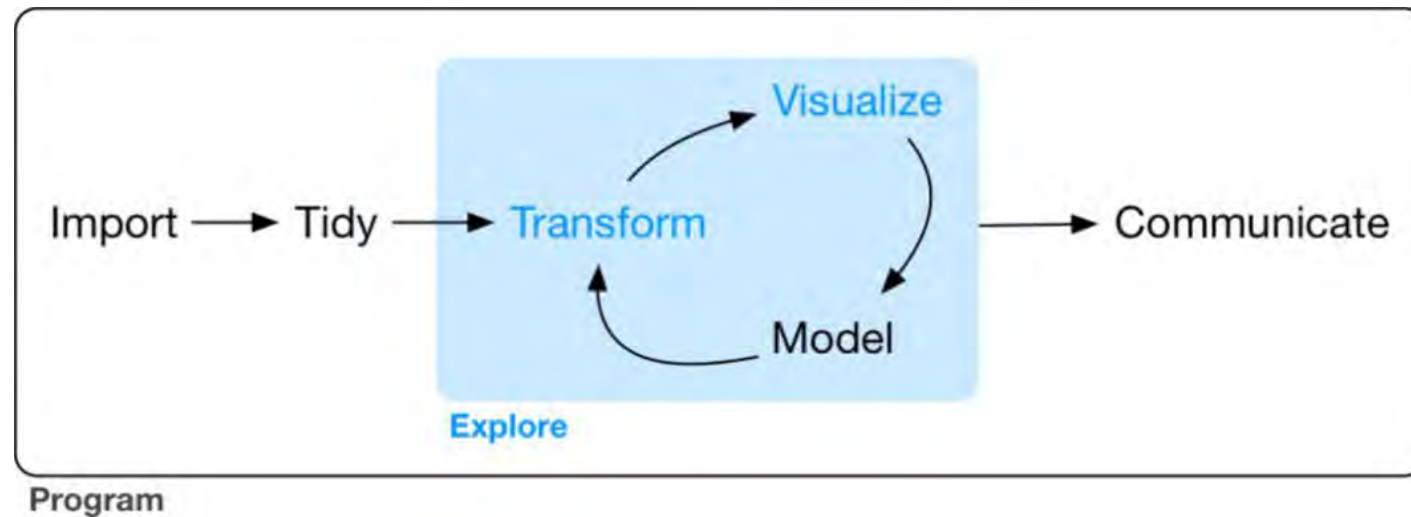 Visualize
Import Tidy Transform Communicate
Model
Explore
Program